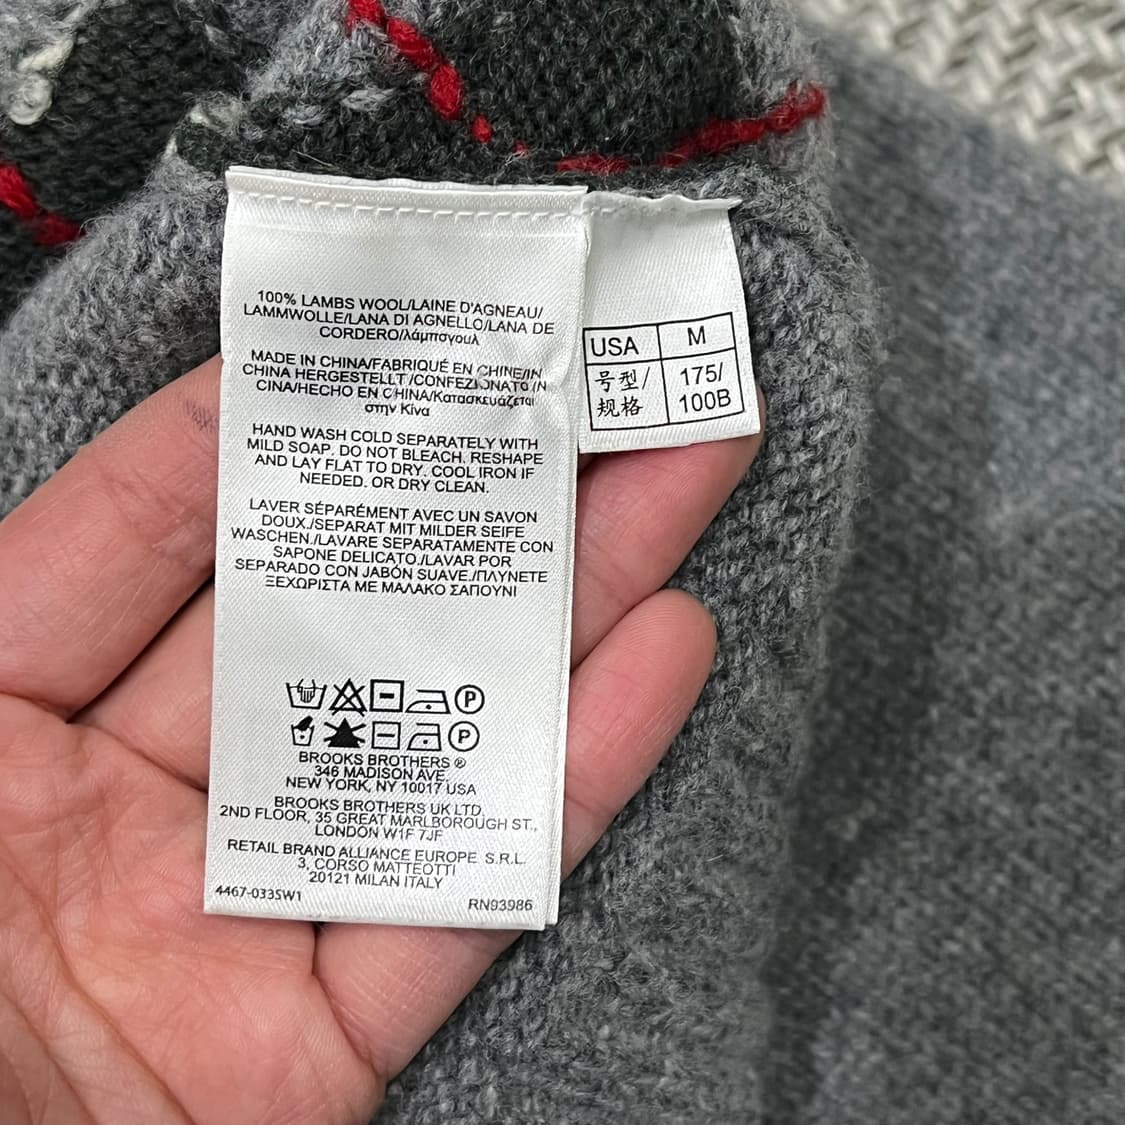 100% LAMBS WOOL/LAINE D'AGNEAU/
LAMMWOLLE/LANA DI AGNELLO/LANA DE
CORDERO/λάμπσγουλ
MADE IN CHINA/FABRIQUÉ EN CHINE/IN
CHINA HERGESTELLT/CONFEZIONATO IN
CINA/HECHO EN CHINA/Κατασκευάζεται
στην Κίνα
HAND WASH COLD SEPARATELY WITH
MILD SOAP. DO NOT BLEACH. RESHAPE
AND LAY FLAT TO DRY. COOL IRON IF
NEEDED. OR DRY CLEAN.
LAVER SÉPARÉMENT AVEC UN SAVON
DOUX./SEPARAT MIT MILDER SEIFE
WASCHEN./LAVARE SEPARATAMENTE CON
SAPONE DELICATO./LAVAR POR
SEPARADO CON JABÓN SUAVE./ΠΛΥΝΕΤΕ
ΞΕΧΩΡΙΣΤΑ ΜΕ ΜΑΛΑΚΟ ΣΑΠΟΥΝΙ
P
P
BROOKS BROTHERS ®
346 MADISON AVE,
NEW YORK, NY 10017 USA
BROOKS BROTHERS UK LTD,
2ND FLOOR, 35 GREAT MARLBOROUGH ST.,
LONDON W1F 7JF
RETAIL BRAND ALLIANCE EUROPE S.R.L.
3, CORSO MATTEOTTI
20121 MILAN ITALY
4467-033SW1 RN93986
USA M
号型/ 175/
规格 100B